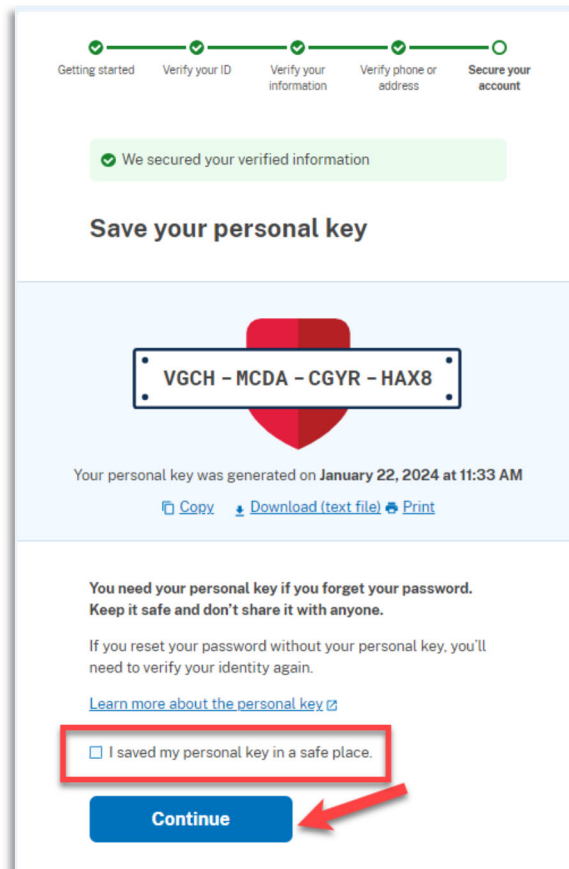 Getting started
Verify your ID
Verify your
information
Verify phone or
address
Secure your
account
We secured your verified information
Save your personal key
VGCH – MCDA – CGYR – HAX8
Your personal key was generated on January 22, 2024 at 11:33 AM
Copy Download (text file) Print
You need your personal key if you forget your password.
Keep it safe and don't share it with anyone.
If you reset your password without your personal key, you'll
need to verify your identity again.
Learn more about the personal key
I saved my personal key in a safe place.
Continue